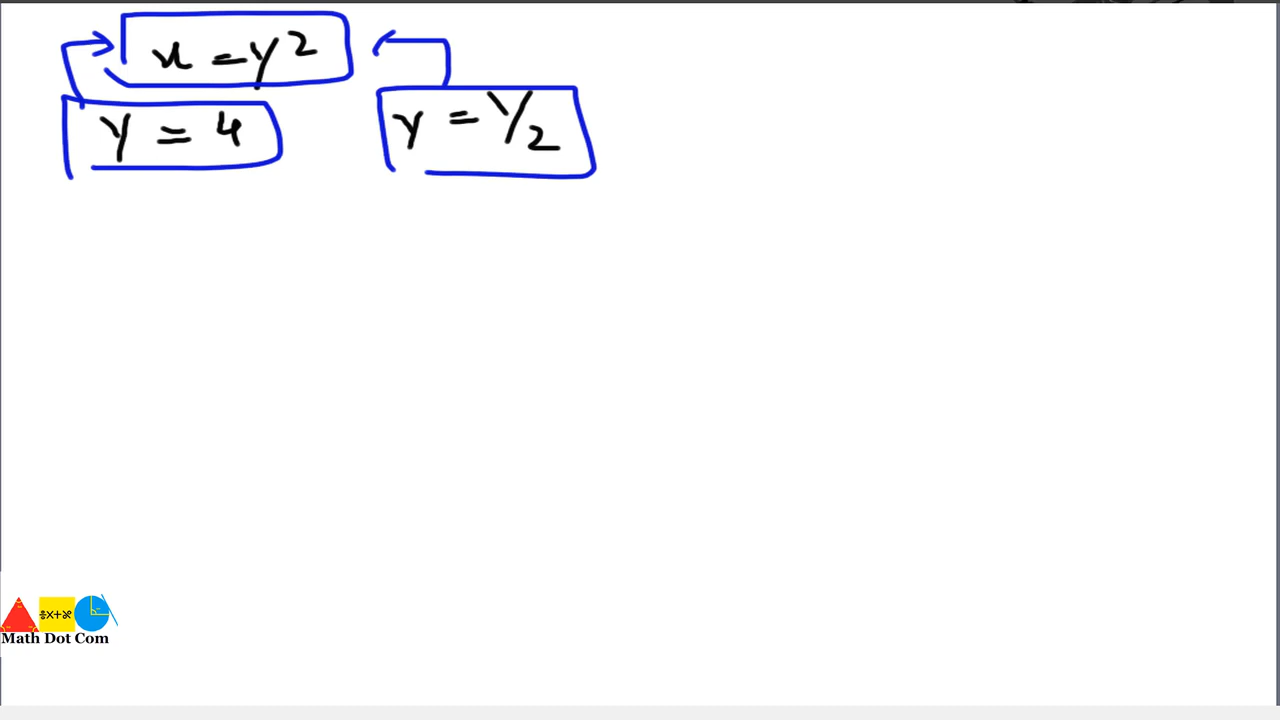 x = y²
y = 4 y = 1/2
Math Dot Com